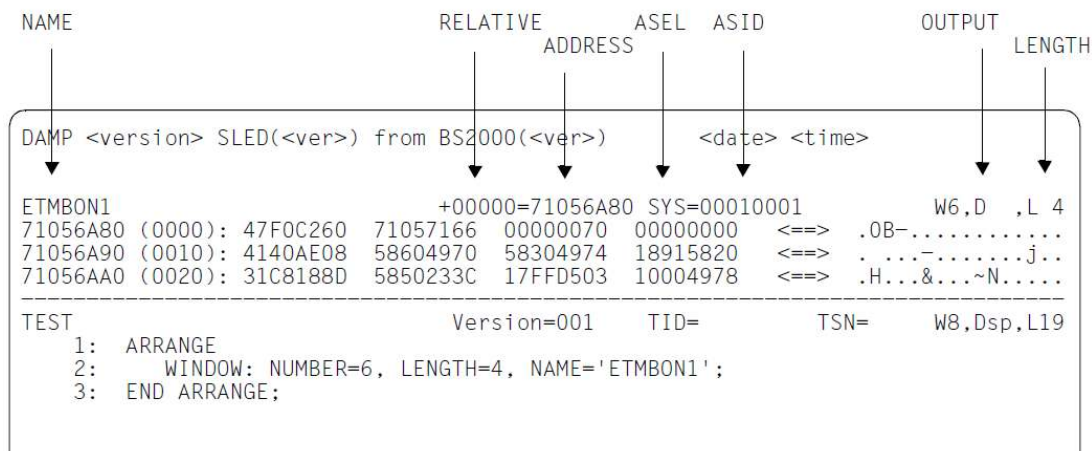 NAME RELATIVE ASEL ASID OUTPUT
ADDRESS LENGTH
DAMP <version> SLED(<ver>) from BS2000(<ver>) <date> <time>
ETMBON1 +00000=71056A80 SYS=00010001 W6,D ,L 4
71056A80 (0000): 47F0C260 71057166 00000070 00000000 <==> .0B-............
71056A90 (0010): 4140AE08 58604970 58304974 18915820 <==> . ...-.......j..
71056AA0 (0020): 31C8188D 5850233C 17FFD503 10004978 <==> .H...&...~N.....
--------------------------------------------------------------------------------
TEST Version=001 TID= TSN= W8,Dsp,L19
1: ARRANGE
2: WINDOW: NUMBER=6, LENGTH=4, NAME='ETMBON1';
3: END ARRANGE;